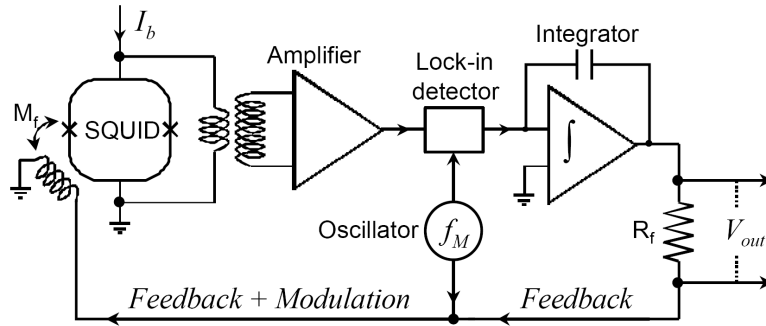 I_b
Amplifier
Lock-in
detector
Integrator
M_f
SQUID
∫
Oscillator
f_M
R_f
V_out
Feedback + Modulation
Feedback